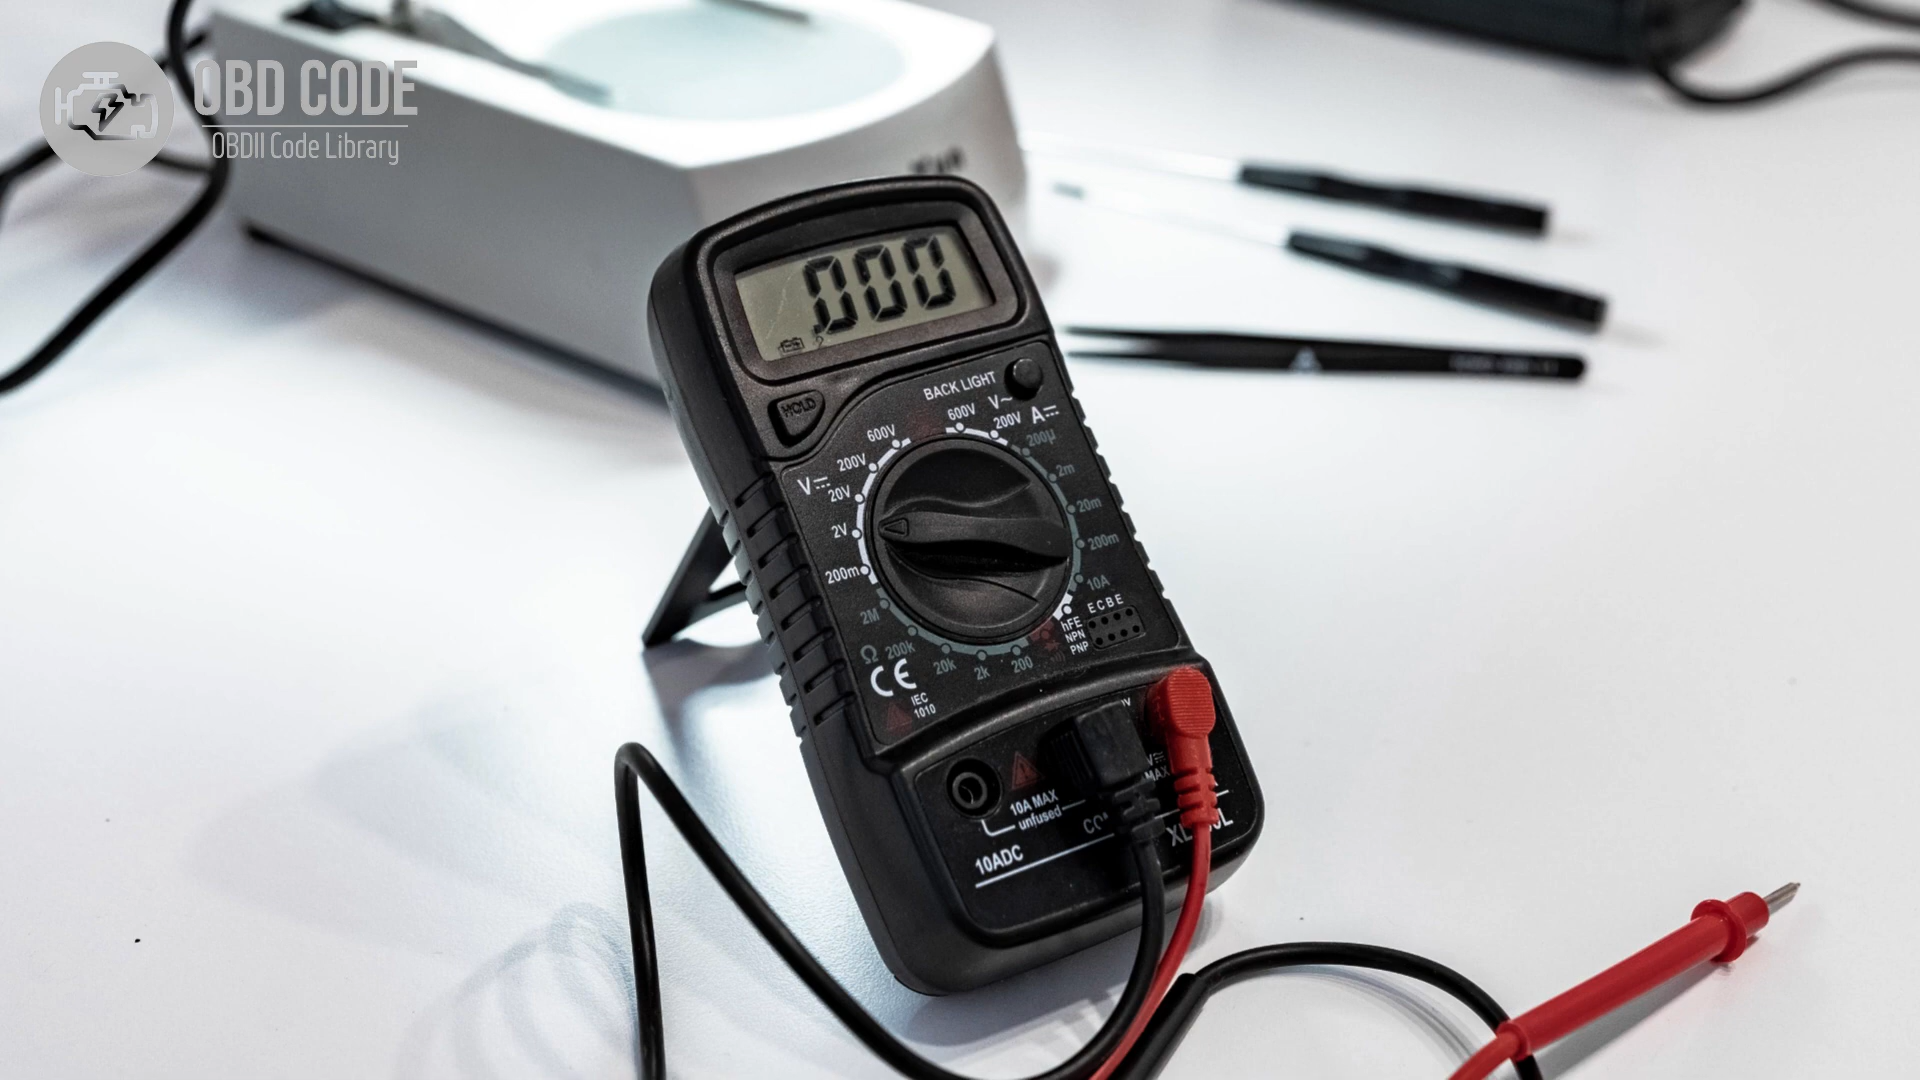 OBD CODE
OBDII Code Library
.000
HOLD
BACK LIGHT
600V
V~
200V
A
600V
200V
V
20V
2V
200m
200µ
2m
20m
200m
10A
2M
Ω
200k
20k
2k
200
hFE
NPN
PNP
E C B E
CE
IEC
1010
10A MAX
unfused
MAX
10ADC